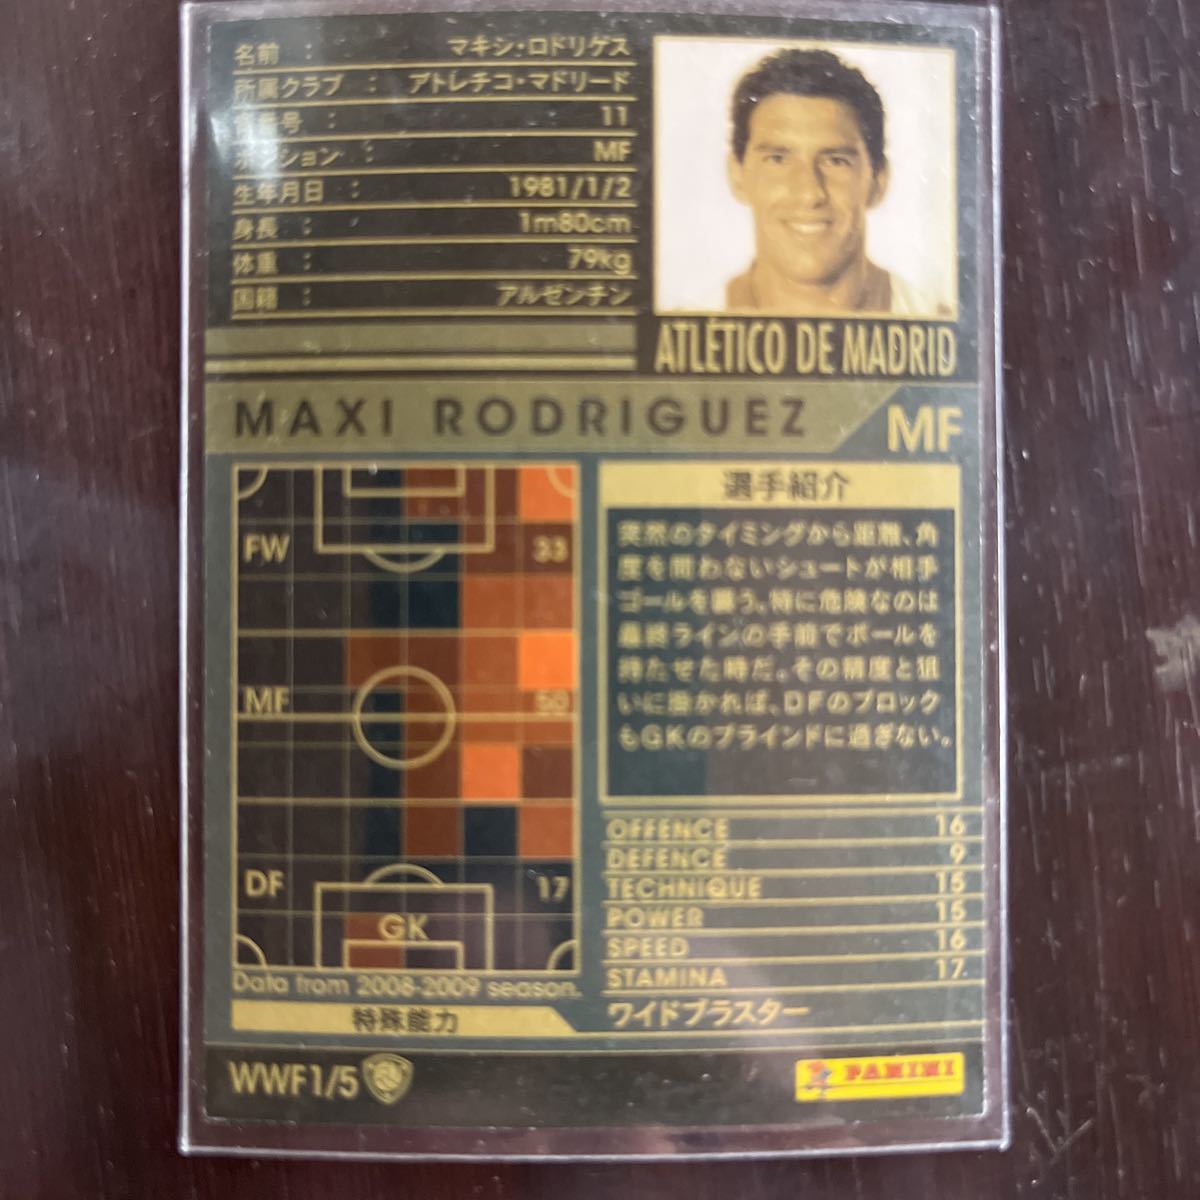 名前 : マキシ・ロドリゲス
所属クラブ : アトレチコ・マドリード
背番号 : 11
ポジション : MF
生年月日 : 1981/1/2
身長 : 1m80cm
体重 : 79kg
国籍 : アルゼンチン
ATLÉTICO DE MADRID
MAXI RODRIGUEZ
MF
FW 33
MF 50
DF 17
GK
Data from 2008-2009 season.
選手紹介
突然のタイミングから距離、角
度を問わないシュートが相手
ゴールを襲う。特に危険なのは
最終ラインの手前でボールを
持たせた時だ。その精度と狙
いに掛かれば、DFのブロック
もGKのブラインドに過ぎない。
OFFENCE 16
DEFENCE 9
TECHNIQUE 15
POWER 15
SPEED 16
STAMINA 17
特殊能力 ワイドブラスター
WWF1/5
PANINI